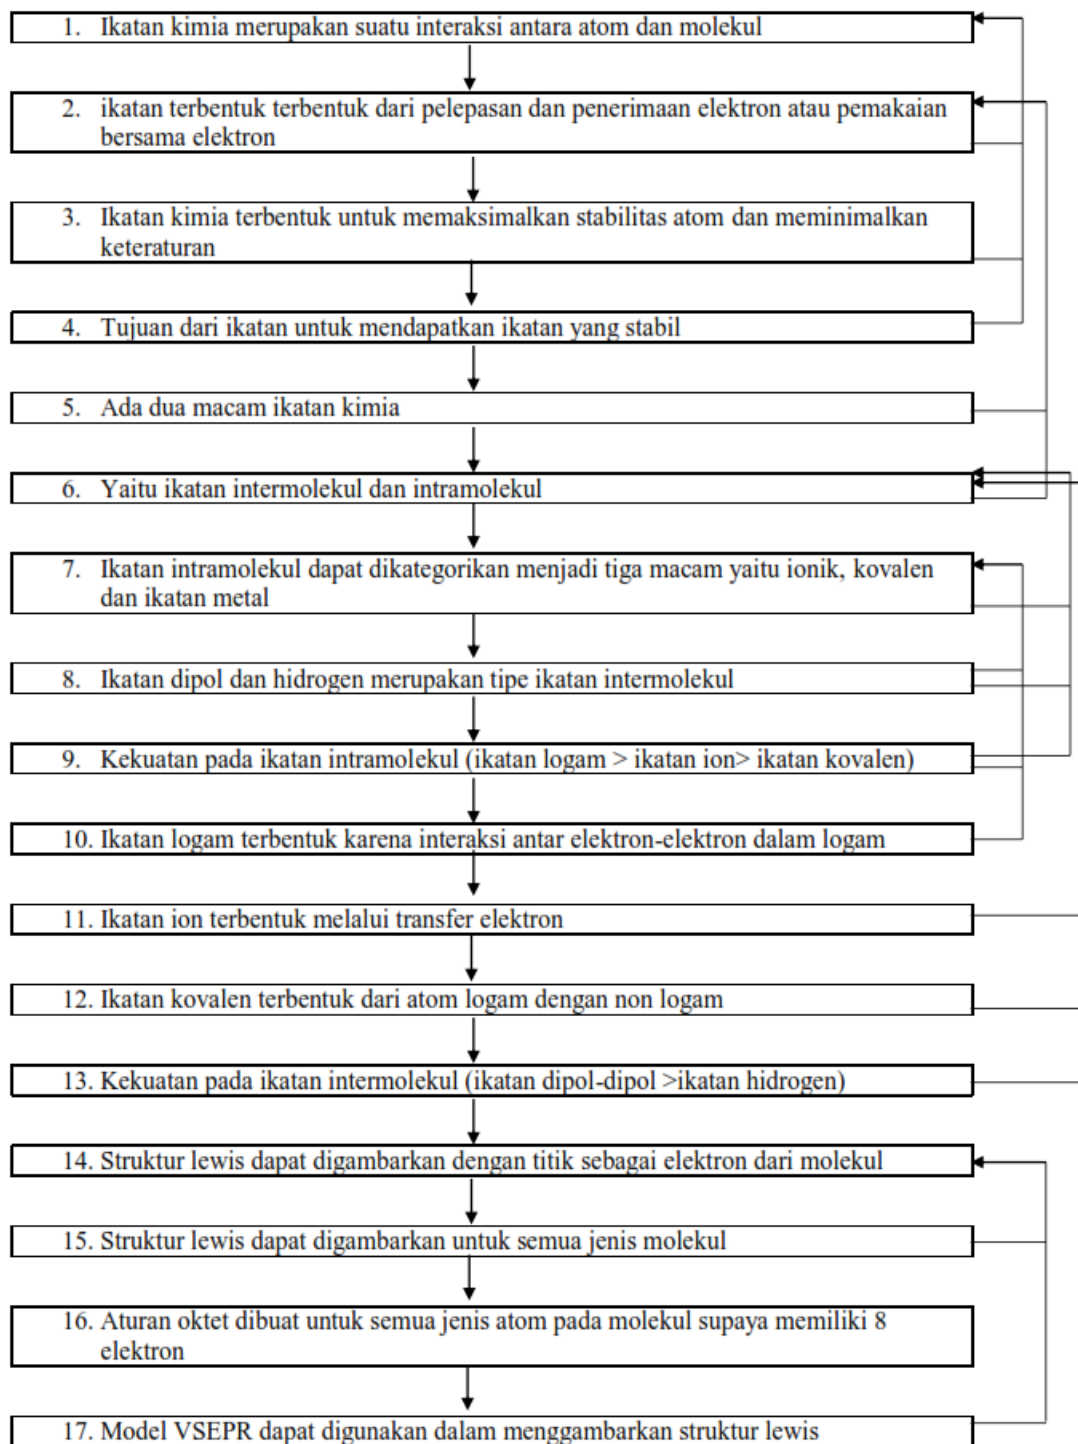 1. Ikatan kimia merupakan suatu interaksi antara atom dan molekul
2. ikatan terbentuk terbentuk dari pelepasan dan penerimaan elektron atau pemakaian
bersama elektron
3. Ikatan kimia terbentuk untuk memaksimalkan stabilitas atom dan meminimalkan
keteraturan
4. Tujuan dari ikatan untuk mendapatkan ikatan yang stabil
5. Ada dua macam ikatan kimia
6. Yaitu ikatan intermolekul dan intramolekul
7. Ikatan intramolekul dapat dikategorikan menjadi tiga macam yaitu ionik, kovalen
dan ikatan metal
8. Ikatan dipol dan hidrogen merupakan tipe ikatan intermolekul
9. Kekuatan pada ikatan intramolekul (ikatan logam > ikatan ion> ikatan kovalen)
10. Ikatan logam terbentuk karena interaksi antar elektron-elektron dalam logam
11. Ikatan ion terbentuk melalui transfer elektron
12. Ikatan kovalen terbentuk dari atom logam dengan non logam
13. Kekuatan pada ikatan intermolekul (ikatan dipol-dipol >ikatan hidrogen)
14. Struktur lewis dapat digambarkan dengan titik sebagai elektron dari molekul
15. Struktur lewis dapat digambarkan untuk semua jenis molekul
16. Aturan oktet dibuat untuk semua jenis atom pada molekul supaya memiliki 8
elektron
17. Model VSEPR dapat digunakan dalam menggambarkan struktur lewis